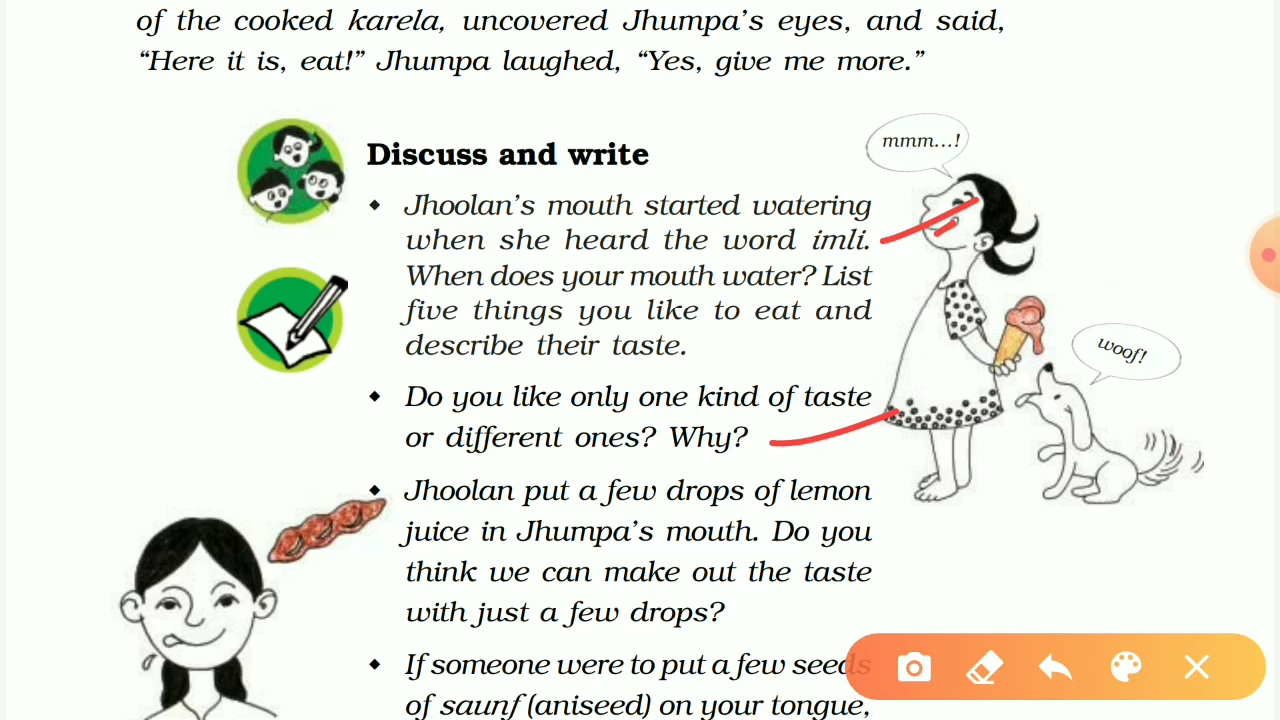 of the cooked karela, uncovered Jhumpa's eyes, and said,
“Here it is, eat!” Jhumpa laughed, “Yes, give me more.”
mmm...!
Discuss and write
Jhoolan's mouth started watering
when she heard the word imli.
When does your mouth water? List
five things you like to eat and
describe their taste.
woof!
Do you like only one kind of taste
or different ones? Why?
Jhoolan put a few drops of lemon
juice in Jhumpa's mouth. Do you
think we can make out the taste
with just a few drops?
If someone were to put a few seeds
of saunf (aniseed) on your tongue,